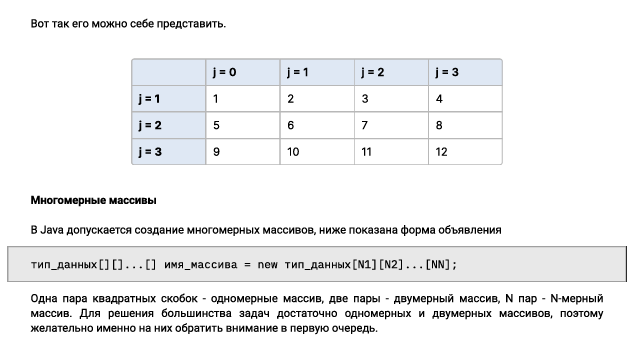 Вот так его можно себе представить.
j = 0 j = 1 j = 2 j = 3
j = 1 1 2 3 4
j = 2 5 6 7 8
j = 3 9 10 11 12
Многомерные массивы
В Java допускается создание многомерных массивов, ниже показана форма объявления
тип_данных[][]...[] имя_массива = new тип_данных[N1][N2]...[NN];
Одна пара квадратных скобок - одномерные массив, две пары - двумерный массив, N пар - N-мерный
массив. Для решения большинства задач достаточно одномерных и двумерных массивов, поэтому
желательно именно на них обратить внимание в первую очередь.